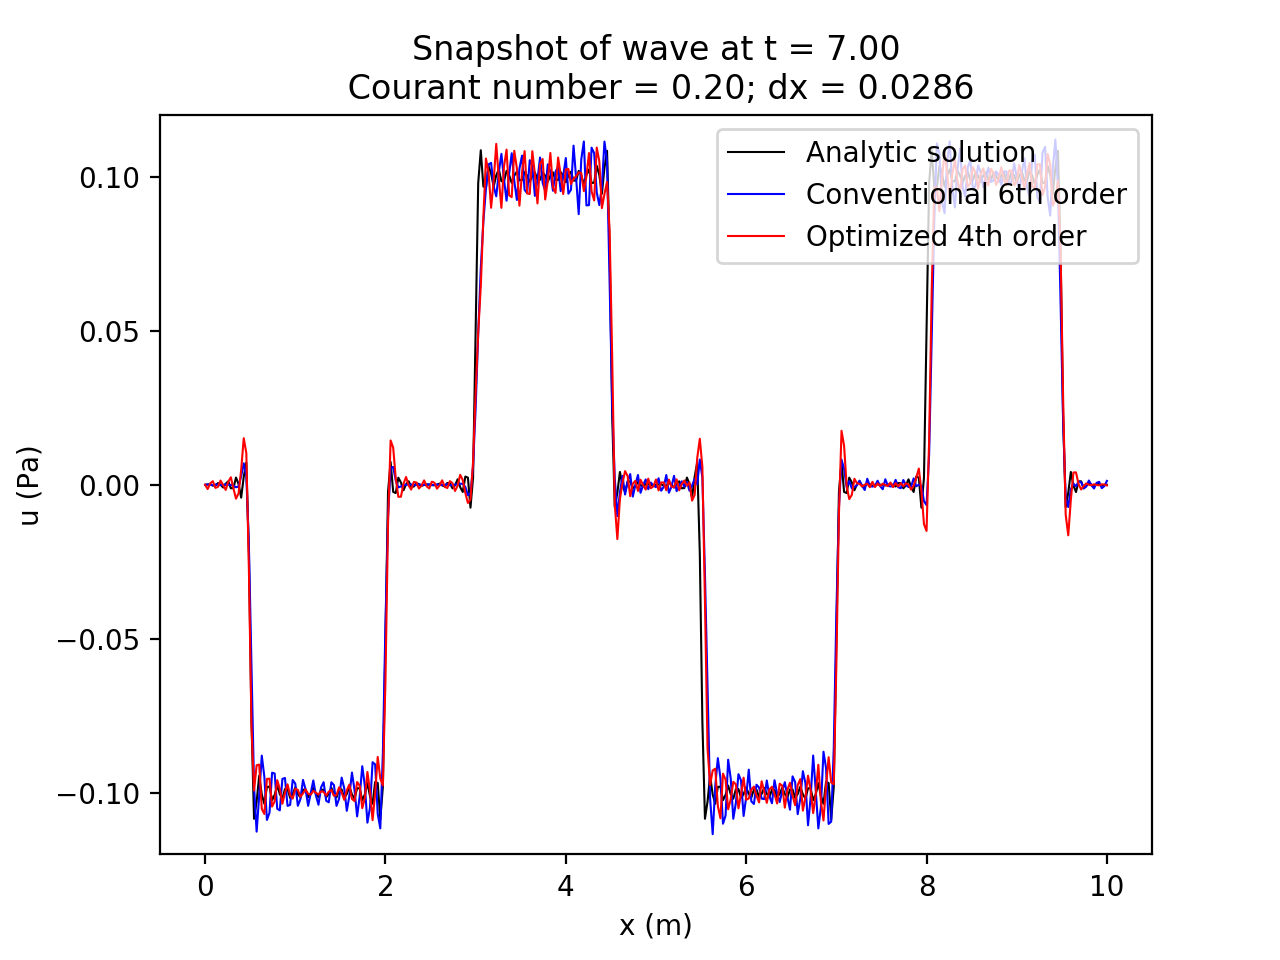 Snapshot of wave at t = 7.00
Courant number = 0.20; dx = 0.0286
Analytic solution
Conventional 6th order
Optimized 4th order
0.10
0.05
0.00
−0.05
−0.10
u (Pa)
0 2 4 6 8 10
x (m)